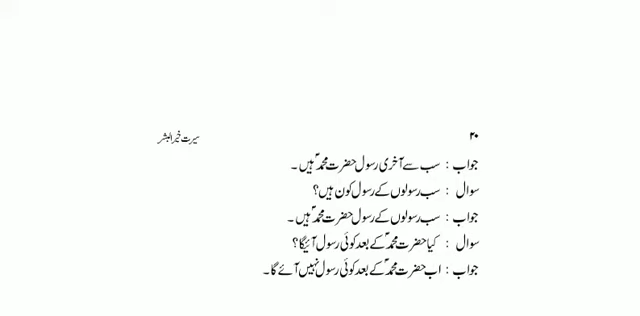 ۲۰ سیرت خیر البشر
جواب : سب سے آخری رسول حضرت محمدؐ ہیں ۔
سوال : سب رسولوں کے رسول کون ہیں؟
جواب : سب رسولوں کے رسول حضرت محمدؐ ہیں ۔
سوال : کیا حضرت محمدؐ کے بعد کوئی رسول آئیگا؟
جواب : اب حضرت محمدؐ کے بعد کوئی رسول نہیں آئے گا ۔